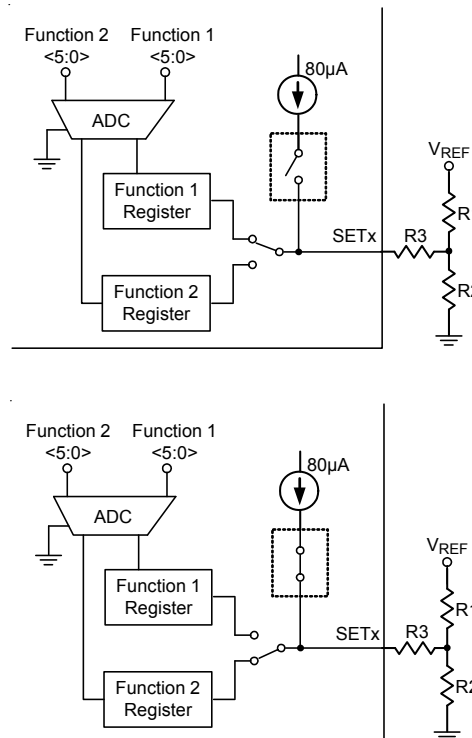 Function 2 Function 1
<5:0> <5:0>
80µA
ADC
VREF
Function 1
Register
R
SETx
R3
Function 2
Register
R2
Function 2 Function 1
<5:0> <5:0>
80µA
ADC
VREF
Function 1
Register
R1
SETx
R3
Function 2
Register
R2